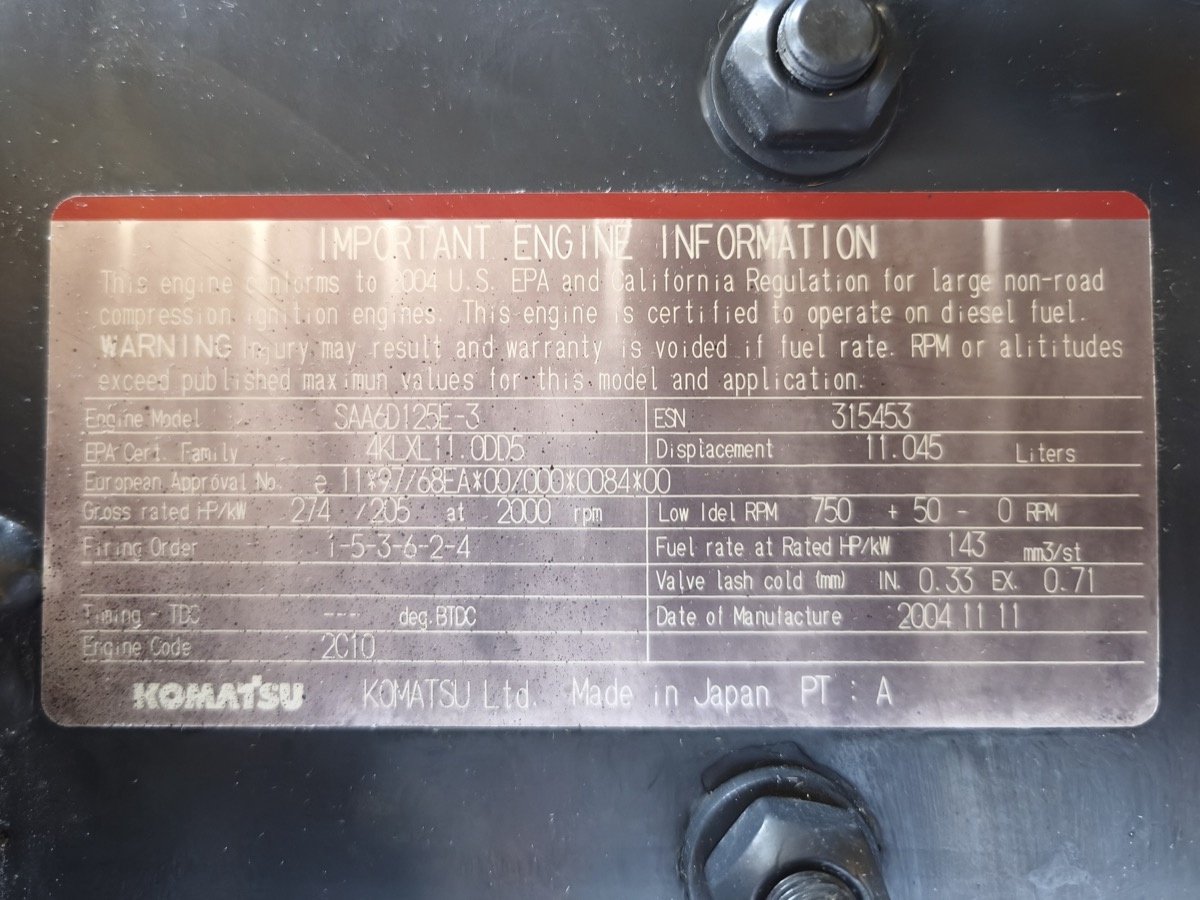 IMPORTANT ENGINE INFORMATION
This engine conforms to 2004 U.S. EPA and California Regulation for large non-road
compression ignition engines. This engine is certified to operate on diesel fuel.
WARNING Injury may result and warranty is voided if fuel rate. RPM or alititudes
exceed published maximun values for this model and application.
Engine Model SAA6D125E-3 ESN 315453
EPA Cert. Family 4KLXL11.0DD5 Displacement 11.045 Liters
European Approval No. e 11*97/68EA*00/000*0084*00
Gross rated HP/kW 274 /205 at 2000 rpm Low Idel RPM 750 + 50 - 0 RPM
Firing Order 1-5-3-6-2-4 Fuel rate at Rated HP/kW 143 mm3/st
Valve lash cold (mm) IN. 0.33 EX. 0.71
Timing - TDC --- deg.BTDC Date of Manufacture 2004 11 11
Engine Code 2C10
KOMATSU KOMATSU Ltd. Made in Japan PT : A